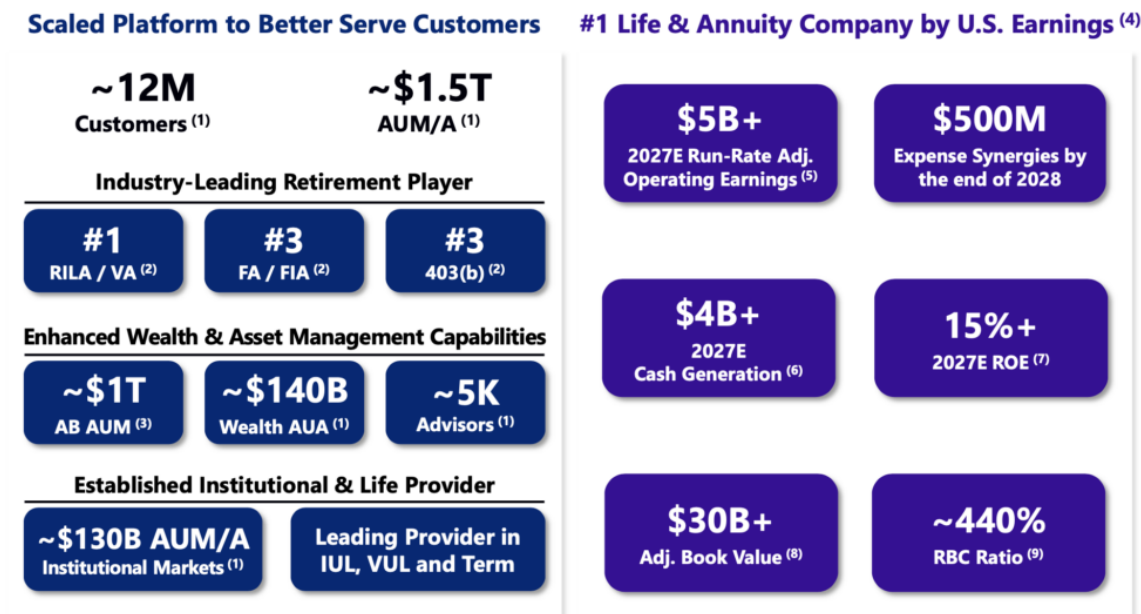 Scaled Platform to Better Serve Customers
~12M
Customers (1)
~$1.5T
AUM/A (1)
Industry-Leading Retirement Player
#1
RILA / VA (2)
#3
FA / FIA (2)
#3
403(b) (2)
Enhanced Wealth & Asset Management Capabilities
~$1T
AB AUM (3)
~$140B
Wealth AUA (1)
~5K
Advisors (1)
Established Institutional & Life Provider
~$130B AUM/A
Institutional Markets (1)
Leading Provider in
IUL, VUL and Term
#1 Life & Annuity Company by U.S. Earnings (4)
$5B+
2027E Run-Rate Adj.
Operating Earnings (5)
$500M
Expense Synergies by
the end of 2028
$4B+
2027E
Cash Generation (6)
15%+
2027E ROE (7)
$30B+
Adj. Book Value (8)
~440%
RBC Ratio (9)